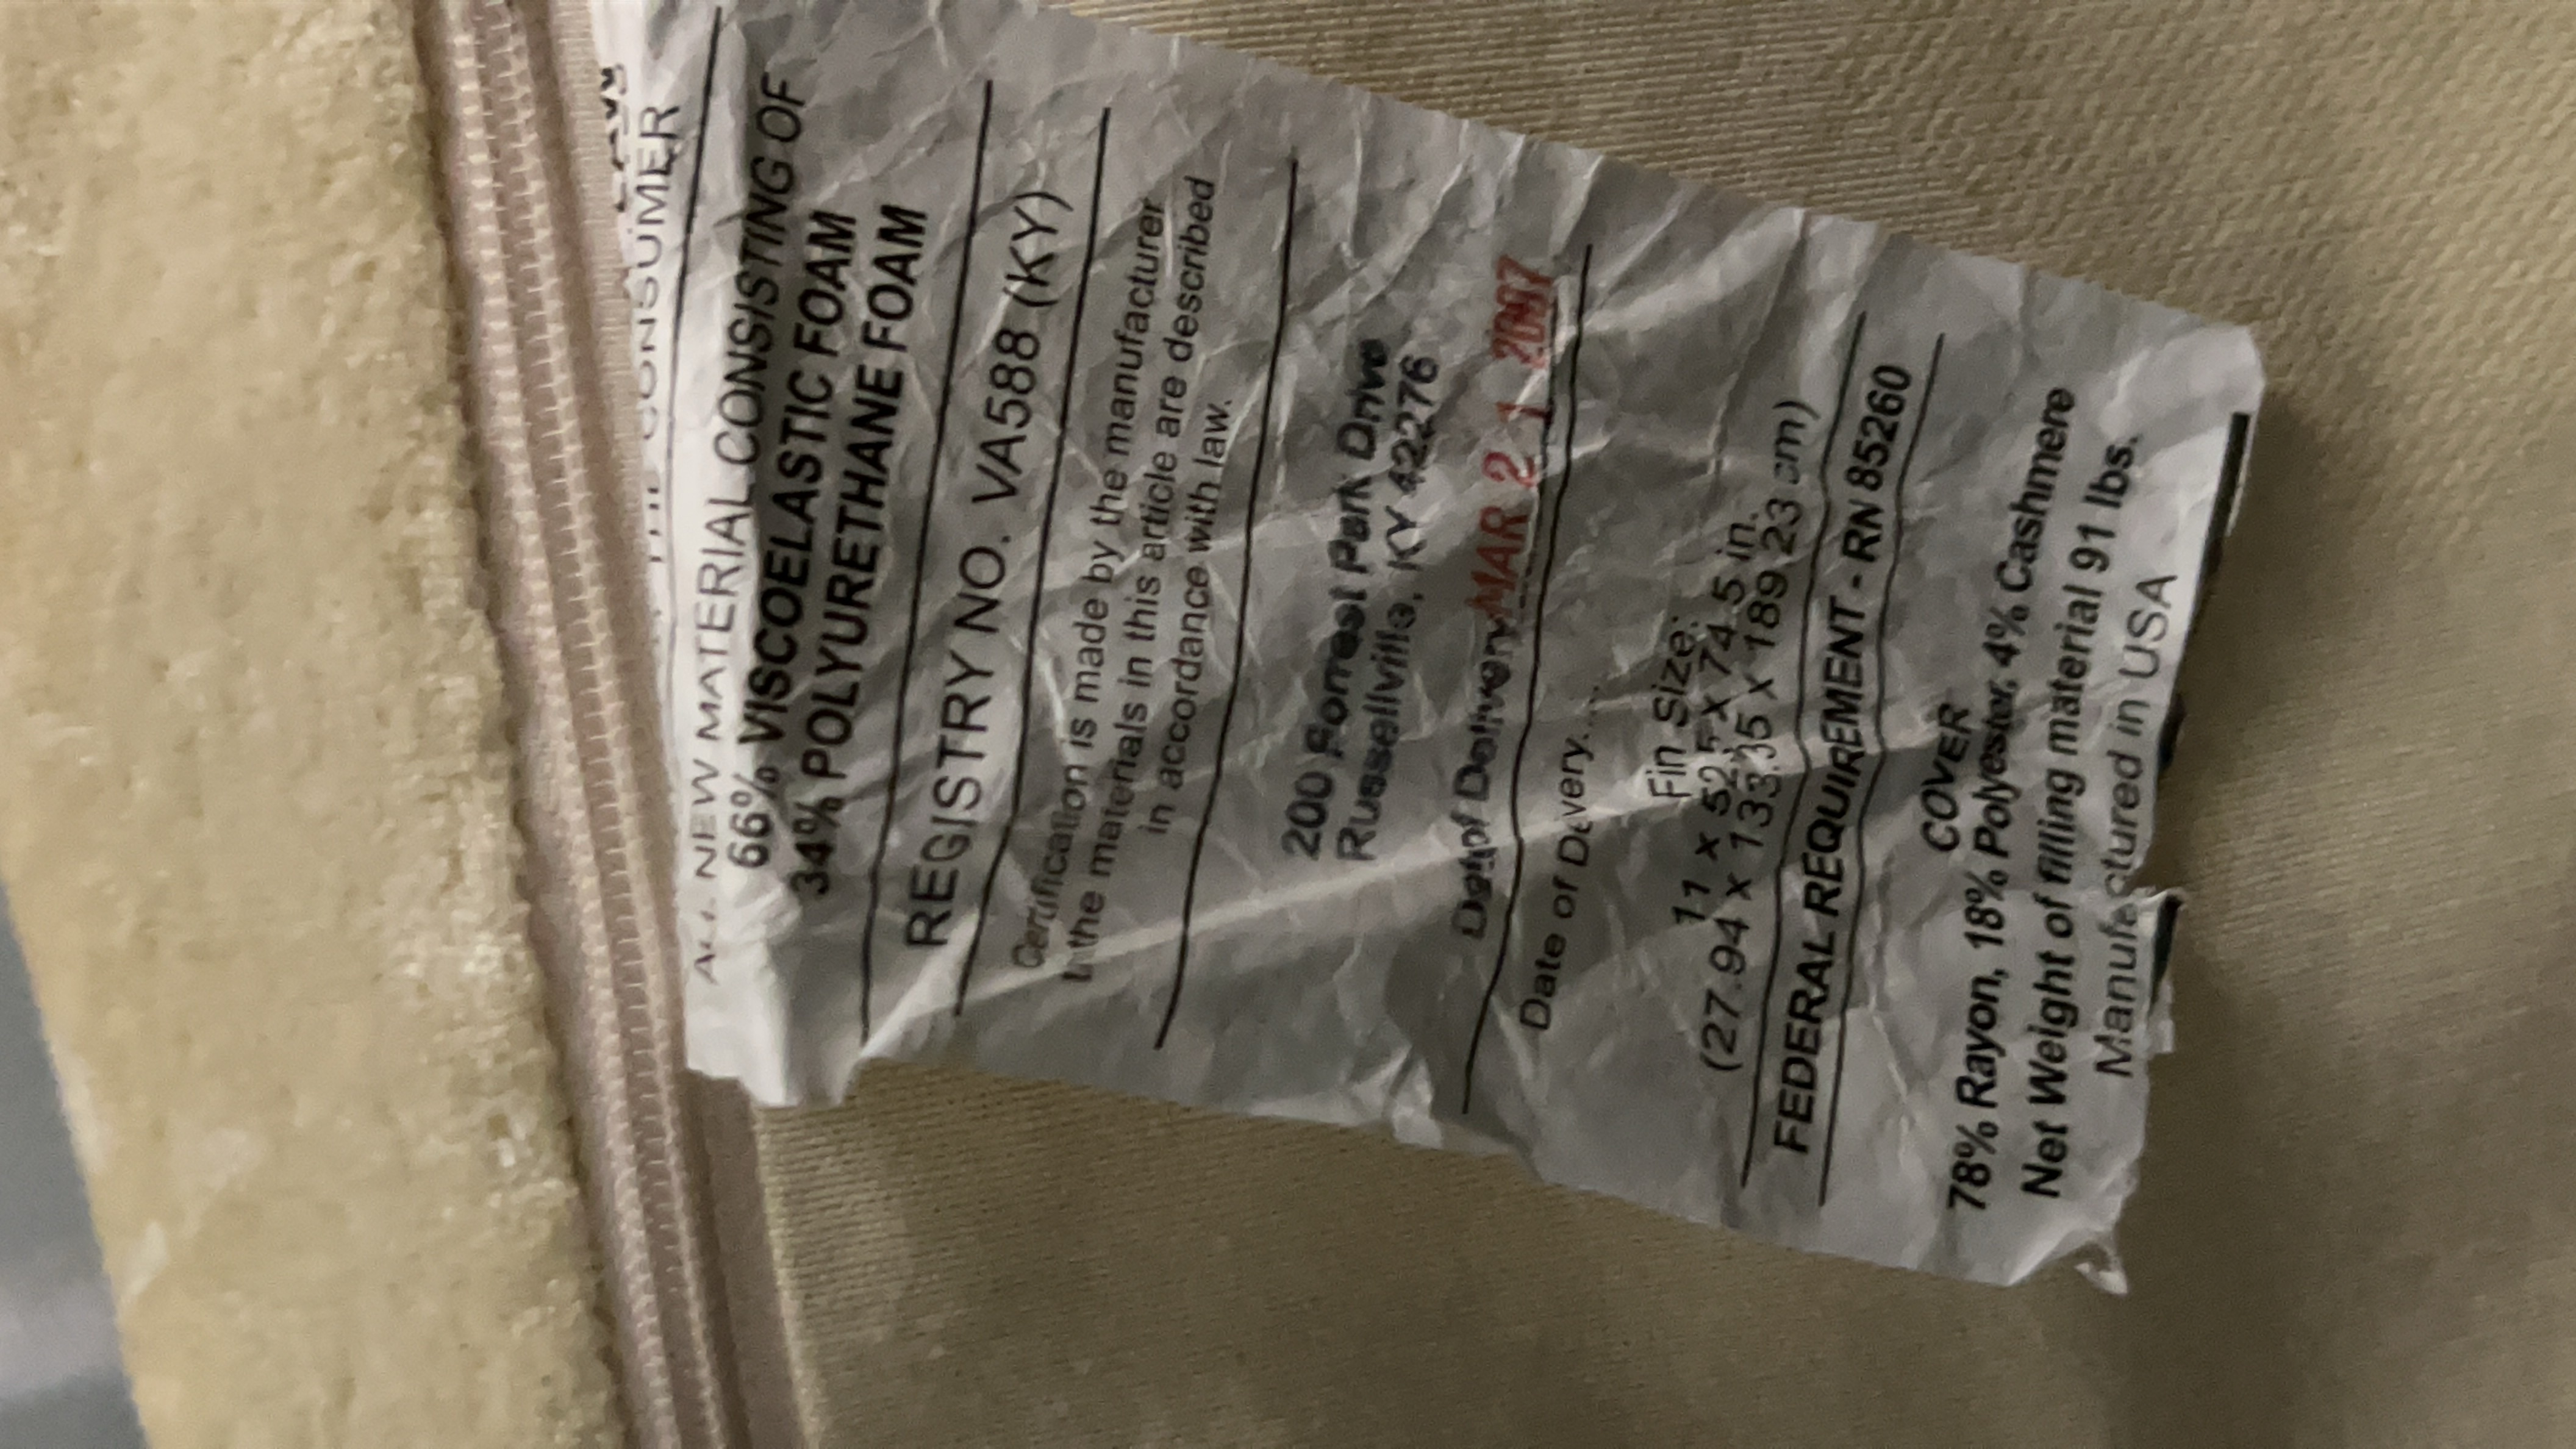 THE CONSUMER
ALL NEW MATERIAL CONSISTING OF
66% VISCOELASTIC FOAM
34% POLYURETHANE FOAM
REGISTRY NO. VA588 (KY)
Certification is made by the manufacturer
the materials in this article are described
in accordance with law.
200 Forrest Park Drive
Russellville, KY 42276
Date of Delivery MAR 21 2007
Date of Delivery.....
Fin Size:
11 x 52.5 x 74.5 in.
(27.94 x 133.35 x 189.23 cm)
FEDERAL REQUIREMENT - RN 85260
COVER
78% Rayon, 18% Polyester, 4% Cashmere
Net Weight of filling material 91 lbs.
Manufactured in USA